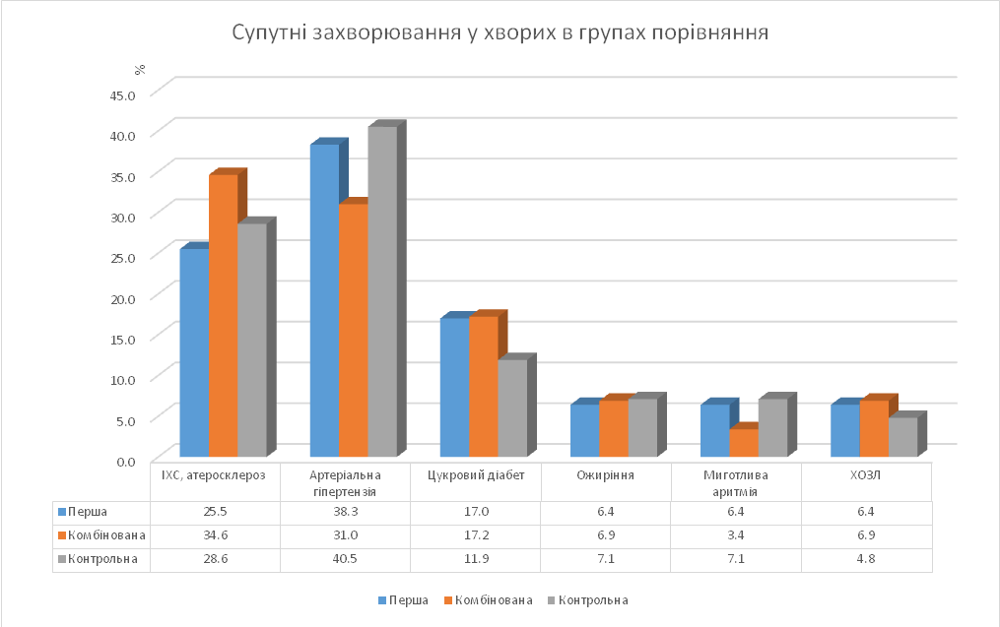 Супутні захворювання у хворих в групах порівняння
%
45.0
40.0
35.0
30.0
25.0
20.0
15.0
10.0
5.0
0.0
ІХС, атеросклероз Артеріальна гіпертензія Цукровий діабет Ожиріння Миготлива аритмія ХОЗЛ
Перша 25.5 38.3 17.0 6.4 6.4 6.4
Комбінована 34.6 31.0 17.2 6.9 3.4 6.9
Контрольна 28.6 40.5 11.9 7.1 7.1 4.8
Перша Комбінована Контрольна